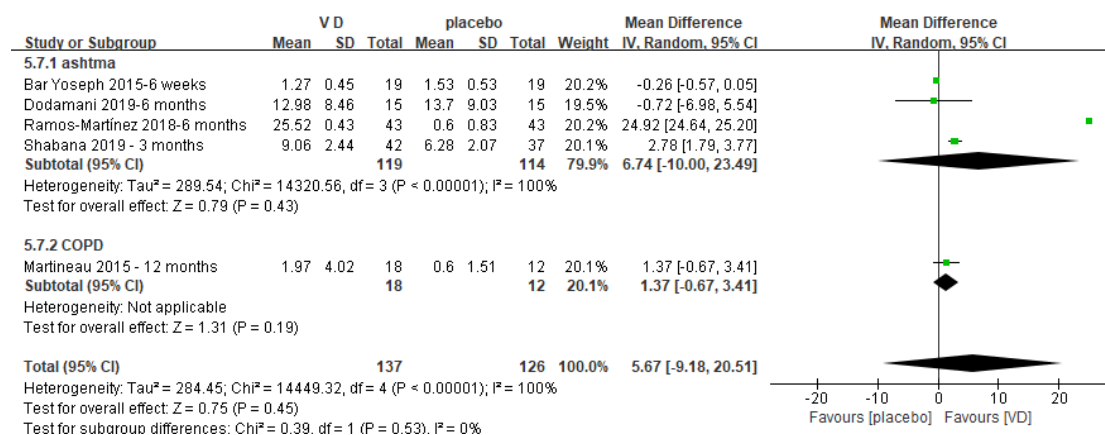 V D placebo Mean Difference Mean Difference
Study or Subgroup Mean SD Total Mean SD Total Weight IV, Random, 95% CI IV, Random, 95% CI
5.7.1 ashtma
Bar Yoseph 2015-6 weeks 1.27 0.45 19 1.53 0.53 19 20.2% -0.26 [-0.57, 0.05]
Dodamani 2019-6 months 12.98 8.46 15 13.7 9.03 15 19.5% -0.72 [-6.98, 5.54]
Ramos-Martínez 2018-6 months 25.52 0.43 43 0.6 0.83 43 20.2% 24.92 [24.64, 25.20]
Shabana 2019 - 3 months 9.06 2.44 42 6.28 2.07 37 20.1% 2.78 [1.79, 3.77]
Subtotal (95% CI) 119 114 79.9% 6.74 [-10.00, 23.49]
Heterogeneity: Tau² = 289.54; Chi² = 14320.56, df = 3 (P < 0.00001); I² = 100%
Test for overall effect: Z = 0.79 (P = 0.43)
5.7.2 COPD
Martineau 2015 - 12 months 1.97 4.02 18 0.6 1.51 12 20.1% 1.37 [-0.67, 3.41]
Subtotal (95% CI) 18 12 20.1% 1.37 [-0.67, 3.41]
Heterogeneity: Not applicable
Test for overall effect: Z = 1.31 (P = 0.19)
Total (95% CI) 137 126 100.0% 5.67 [-9.18, 20.51]
Heterogeneity: Tau² = 284.45; Chi² = 14449.32, df = 4 (P < 0.00001); I² = 100%
Test for overall effect: Z = 0.75 (P = 0.45)
Test for subgroup differences: Chi² = 0.39, df = 1 (P = 0.53), I² = 0%
-20 -10 0 10 20
Favours [placebo] Favours [VD]